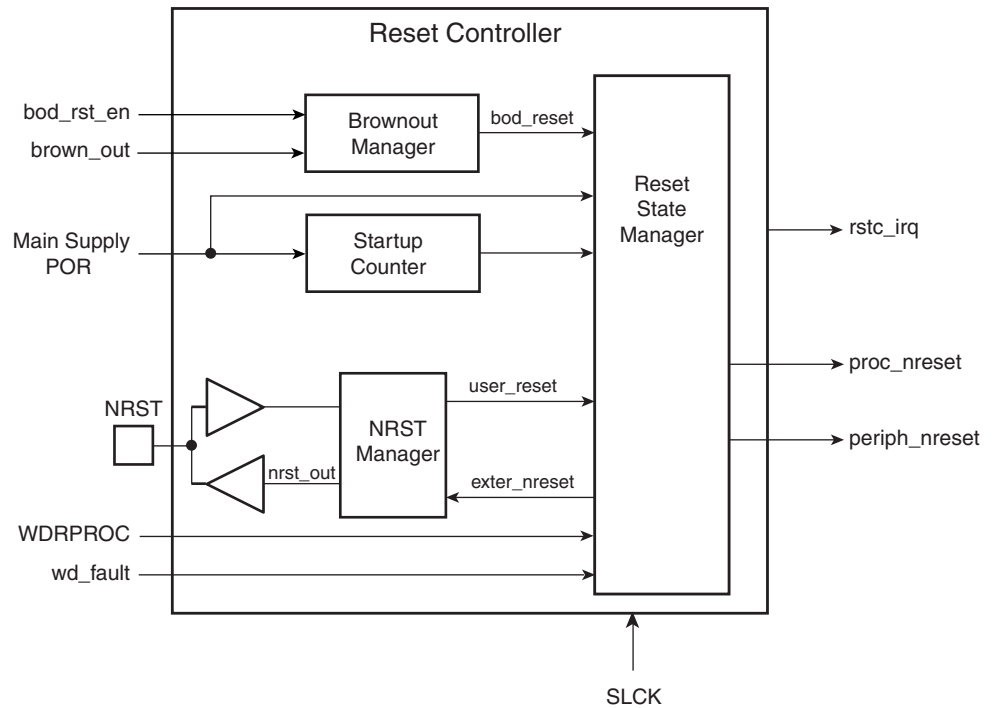 Reset Controller
bod_rst_en
brown_out
Brownout
Manager
bod_reset
Main Supply
POR
Startup
Counter
Reset
State
Manager
rstc_irq
proc_nreset
periph_nreset
NRST
NRST
Manager
user_reset
nrst_out
exter_nreset
WDRPROC
wd_fault
SLCK